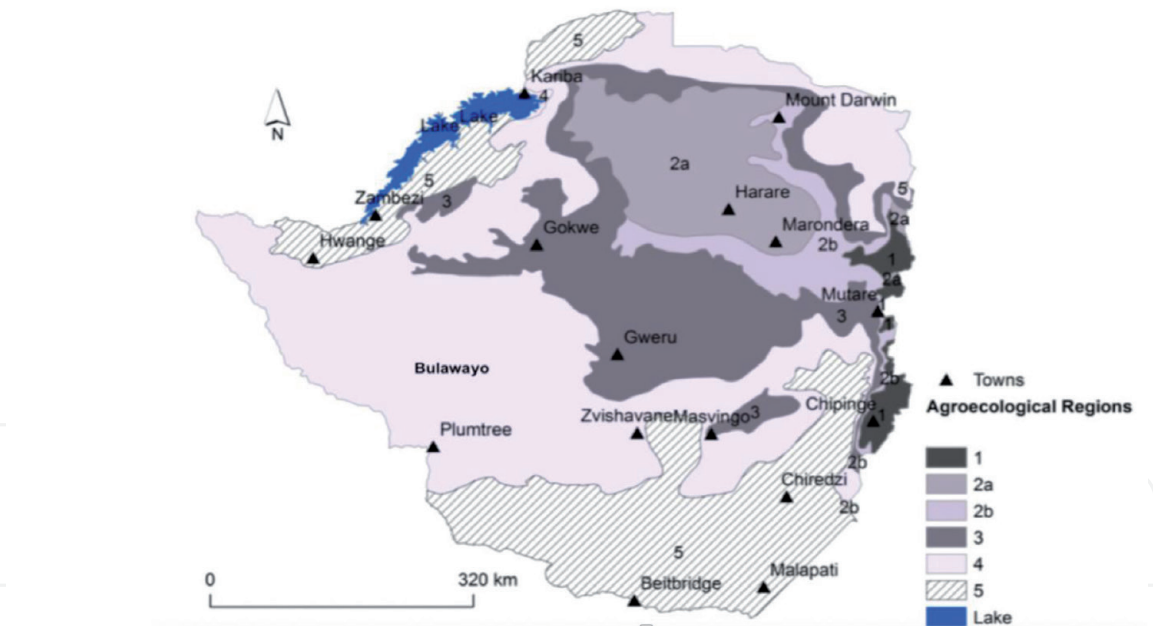 5
Kariba
4
Mount Darwin
N
Lake
Lake
2a
5
5
Zambezi
3
Harare
2a
Hwange
Gokwe
Marondera
2b
1
2a
Mutare
1
3
1
Gweru
Bulawayo
2b
Towns
Agroecological Regions
Zvishavane
Masvingo
3
Chipinge
1
Plumtree
2b
Chiredzi
2b
5
Malapati
Beitbridge
0
320 km
1
2a
2b
3
4
5
Lake